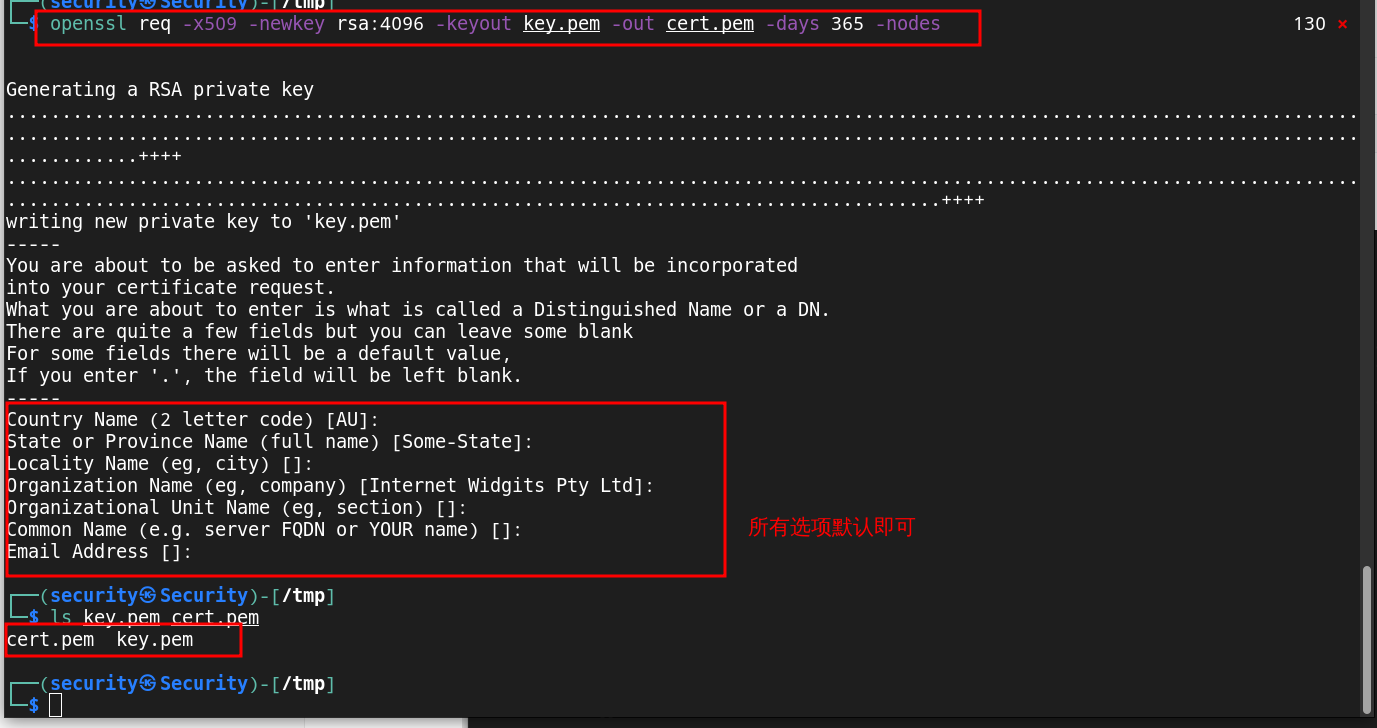 ┌──(security㉿Security)-[/tmp]
└─$ openssl req -x509 -newkey rsa:4096 -keyout key.pem -out cert.pem -days 365 -nodes 130 ⨯
Generating a RSA private key
.............................................................................................................................
.............................................................................................................................
............++++
.............................................................................................................................
.....................................................................................++++
writing new private key to 'key.pem'
-----
You are about to be asked to enter information that will be incorporated
into your certificate request.
What you are about to enter is what is called a Distinguished Name or a DN.
There are quite a few fields but you can leave some blank
For some fields there will be a default value,
If you enter '.', the field will be left blank.
-----
Country Name (2 letter code) [AU]:
State or Province Name (full name) [Some-State]:
Locality Name (eg, city) []:
Organization Name (eg, company) [Internet Widgits Pty Ltd]:
Organizational Unit Name (eg, section) []:
Common Name (e.g. server FQDN or YOUR name) []:
所有选项默认即可
Email Address []:
┌──(security㉿Security)-[/tmp]
└─$ ls key.pem cert.pem
cert.pem  key.pem
┌──(security㉿Security)-[/tmp]
└─$